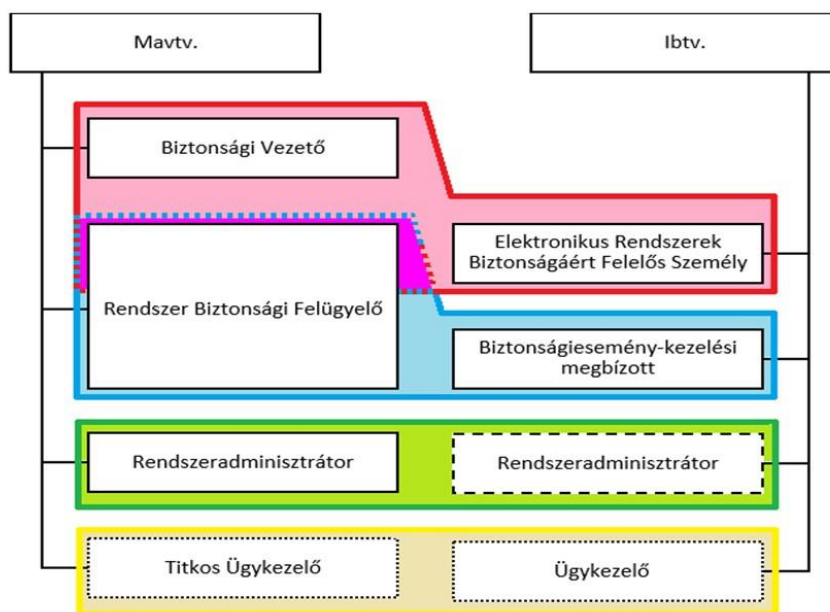 Mavtv.
Ibtv.
Biztonsági Vezető
Elektronikus Rendszerek
Biztonságáért Felelős Személy
Rendszer Biztonsági Felügyelő
Biztonságiesemény-kezelési
megbízott
Rendszeradminisztrátor
Rendszeradminisztrátor
Titkos Ügykezelő
Ügykezelő